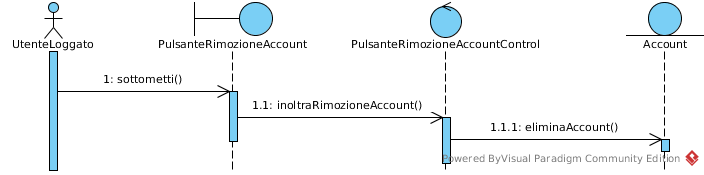 UtenteLoggato
PulsanteRimozioneAccount
PulsanteRimozioneAccountControl
Account
1: sottometti()
1.1: inoltraRimozioneAccount()
1.1.1: eliminaAccount()
Powered ByVisual Paradigm Community Edition